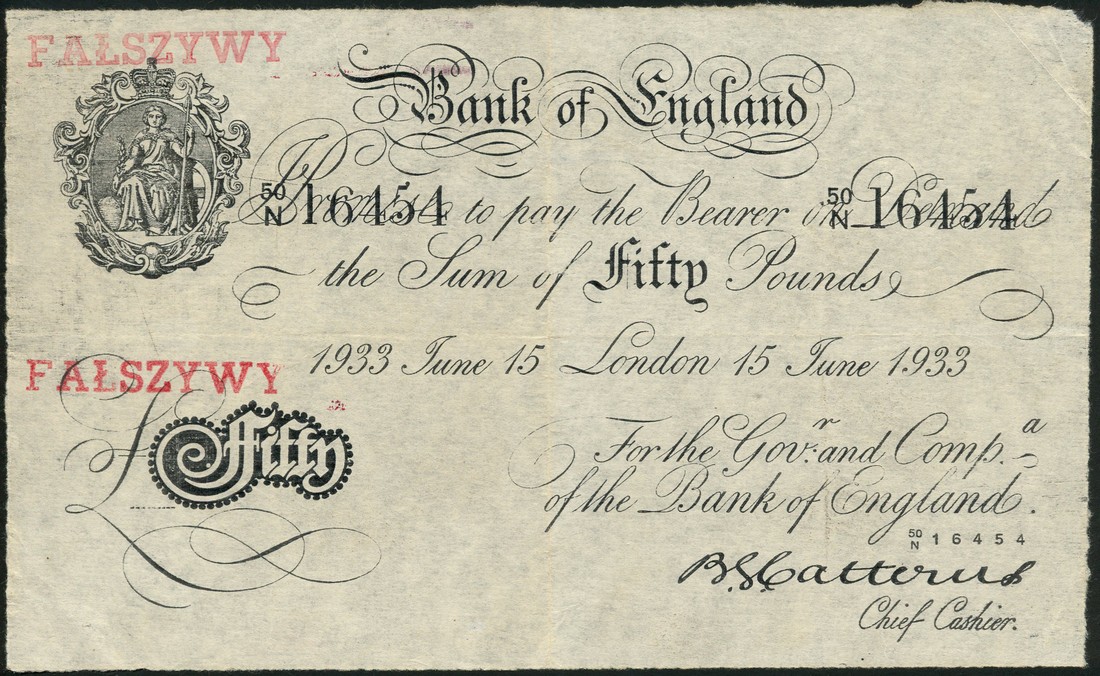 FAŁSZYWY
Bank of England
50
N 16454 50
N 16454
I Promise to pay the Bearer on Demand
the Sum of Fifty Pounds
1933 June 15 London 15 June 1933
FAŁSZYWY
£ Fifty
For the Govr: and Compa.
of the Bank of England.
50
N 16454
B G Catterns
Chief Cashier.